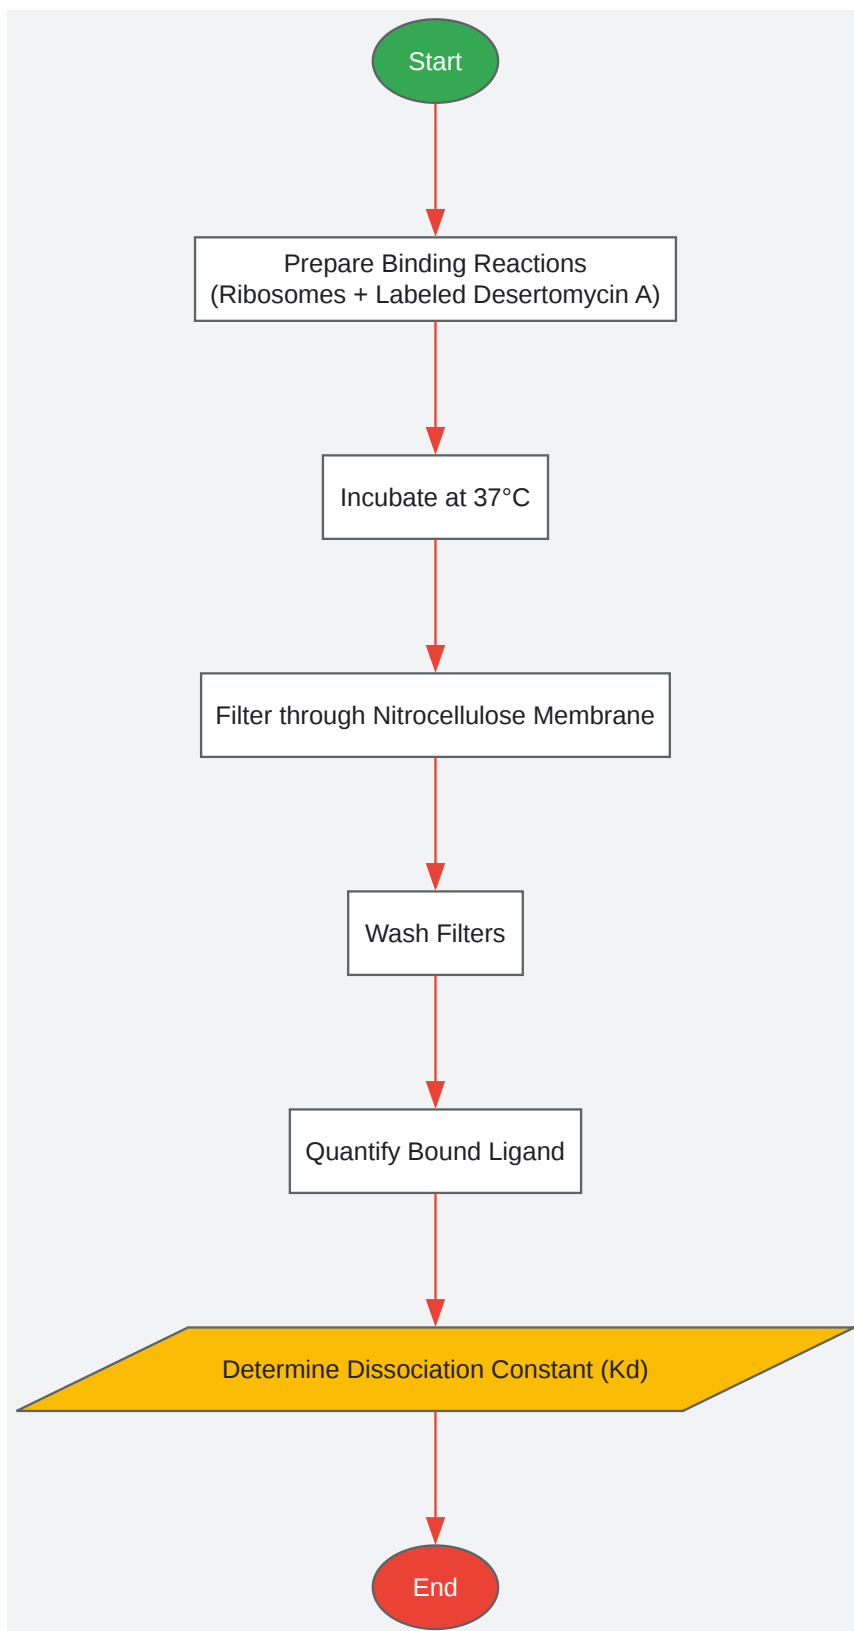 Start
Prepare Binding Reactions
(Ribosomes + Labeled Desertomycin A)
Incubate at 37°C
Filter through Nitrocellulose Membrane
Wash Filters
Quantify Bound Ligand
Determine Dissociation Constant (Kd)
End